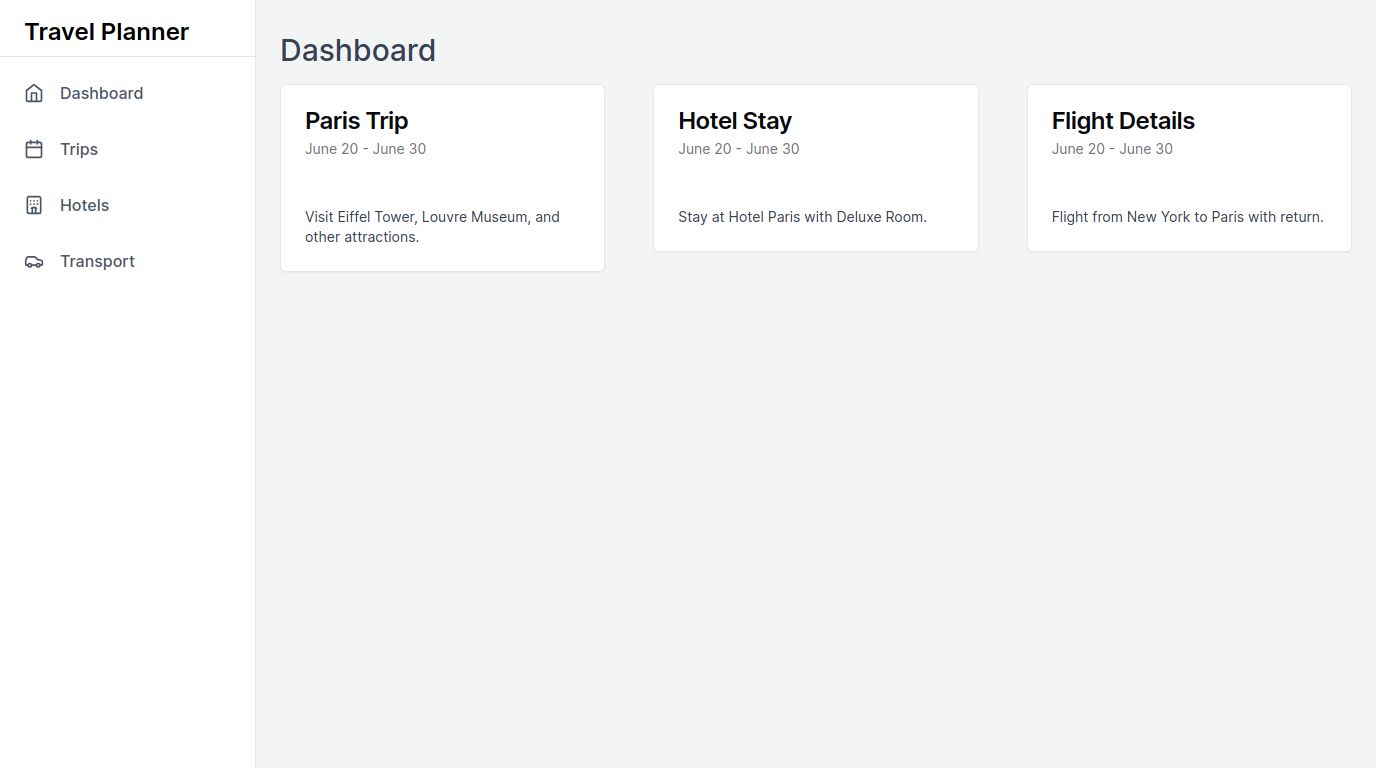 Travel Planner
Dashboard
Trips
Hotels
Transport
Dashboard
Paris Trip
June 20 - June 30
Visit Eiffel Tower, Louvre Museum, and
other attractions.
Hotel Stay
June 20 - June 30
Stay at Hotel Paris with Deluxe Room.
Flight Details
June 20 - June 30
Flight from New York to Paris with return.